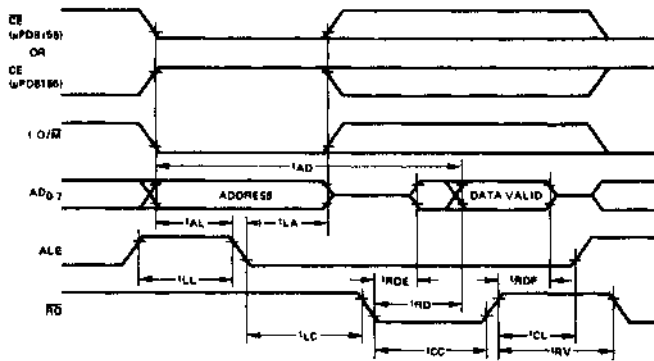 CE
(µPD8155)
OR
CE
(µPD8156)
IO/M
tAD
AD0-7
ADDRESS
DATA VALID
tAL
tLA
ALE
tLL
tRDE
tRDF
tRD
RD
tLC
tCC
tCL
tRV